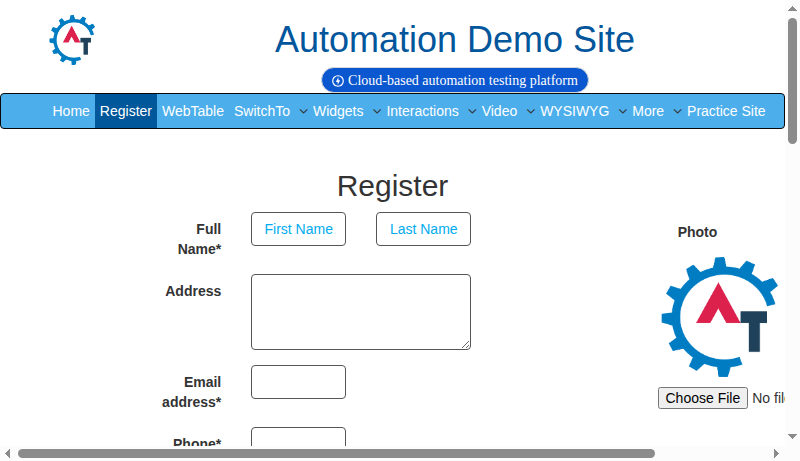 Automation Demo Site
Cloud-based automation testing platform
Home Register WebTable SwitchTo Widgets Interactions Video WYSIWYG More Practice Site
Register
Full Name*
First Name
Last Name
Photo
Address
Email address*
Choose File No fil
Phone*